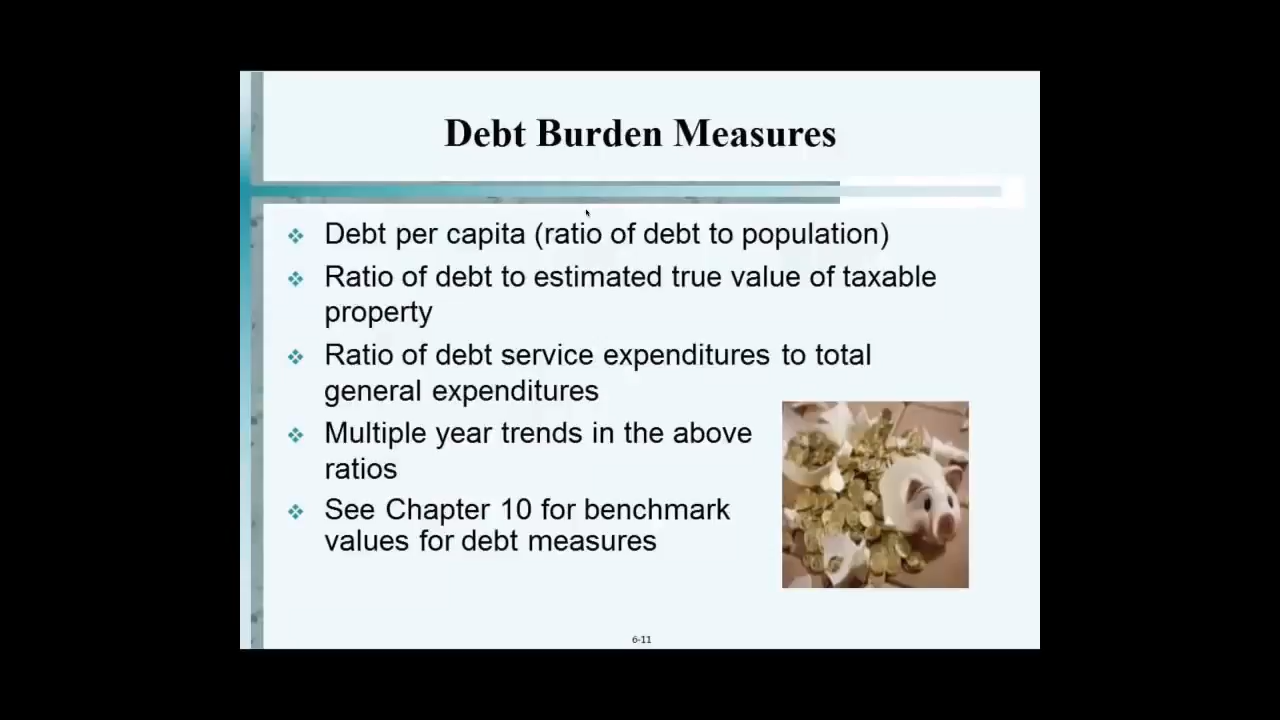 Debt Burden Measures
Debt per capita (ratio of debt to population)
Ratio of debt to estimated true value of taxable
property
Ratio of debt service expenditures to total
general expenditures
Multiple year trends in the above
ratios
See Chapter 10 for benchmark
values for debt measures
6-11